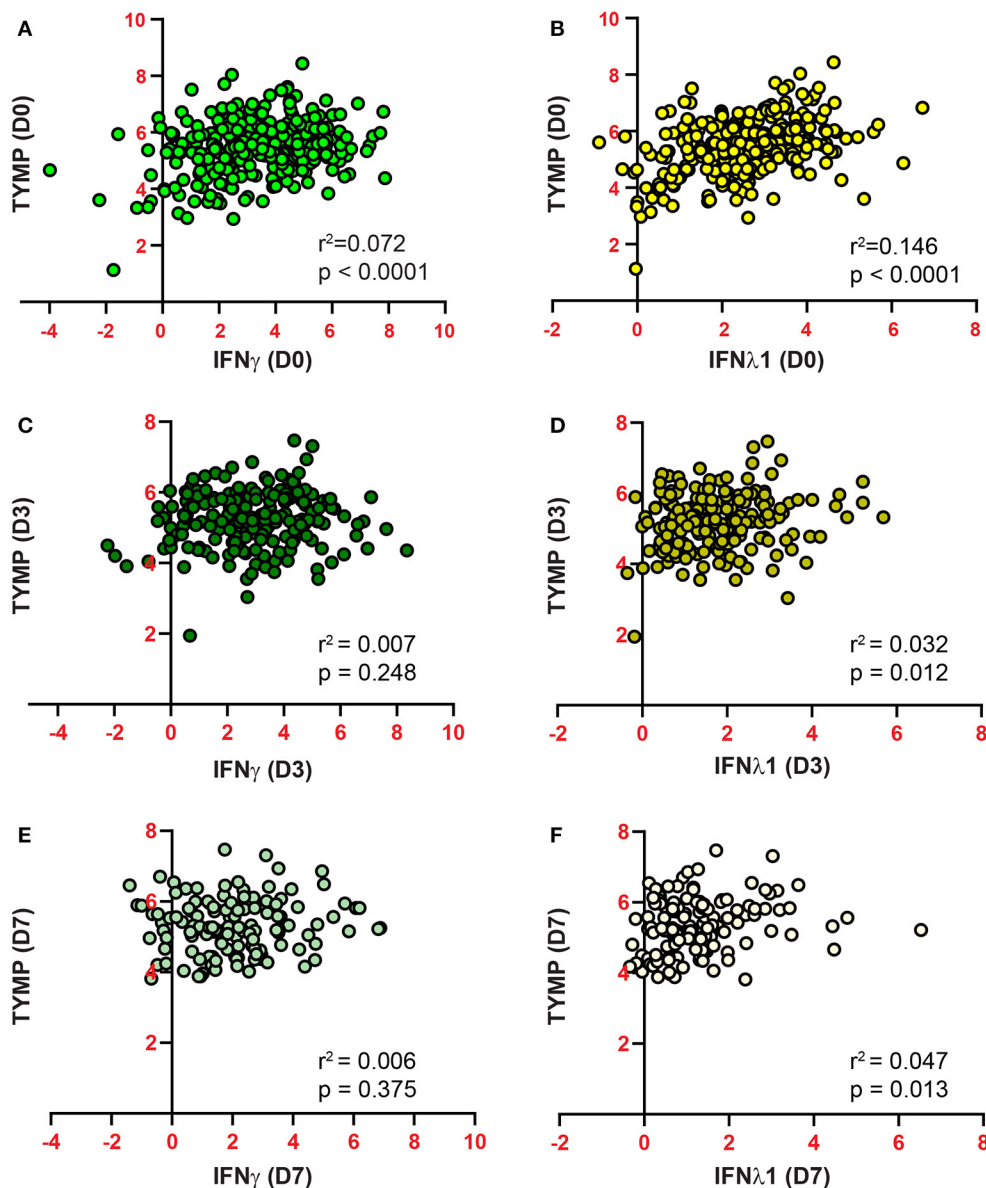 A
TYMP (D0)
10
8
6
4
2
r²=0.072
p < 0.0001
-4 -2 0 2 4 6 8 10
IFNγ (D0)
B
TYMP (D0)
10
8
6
4
2
r²=0.146
p < 0.0001
-2 0 2 4 6 8
IFNλ1 (D0)
C
TYMP (D3)
8
6
4
2
r² = 0.007
p = 0.248
-4 -2 0 2 4 6 8 10
IFNγ (D3)
D
TYMP (D3)
8
6
4
2
r² = 0.032
p = 0.012
-2 0 2 4 6 8
IFNλ1 (D3)
E
TYMP (D7)
8
6
4
2
r² = 0.006
p = 0.375
-4 -2 0 2 4 6 8 10
IFNγ (D7)
F
TYMP (D7)
8
6
4
2
r² = 0.047
p = 0.013
-2 0 2 4 6 8
IFNλ1 (D7)